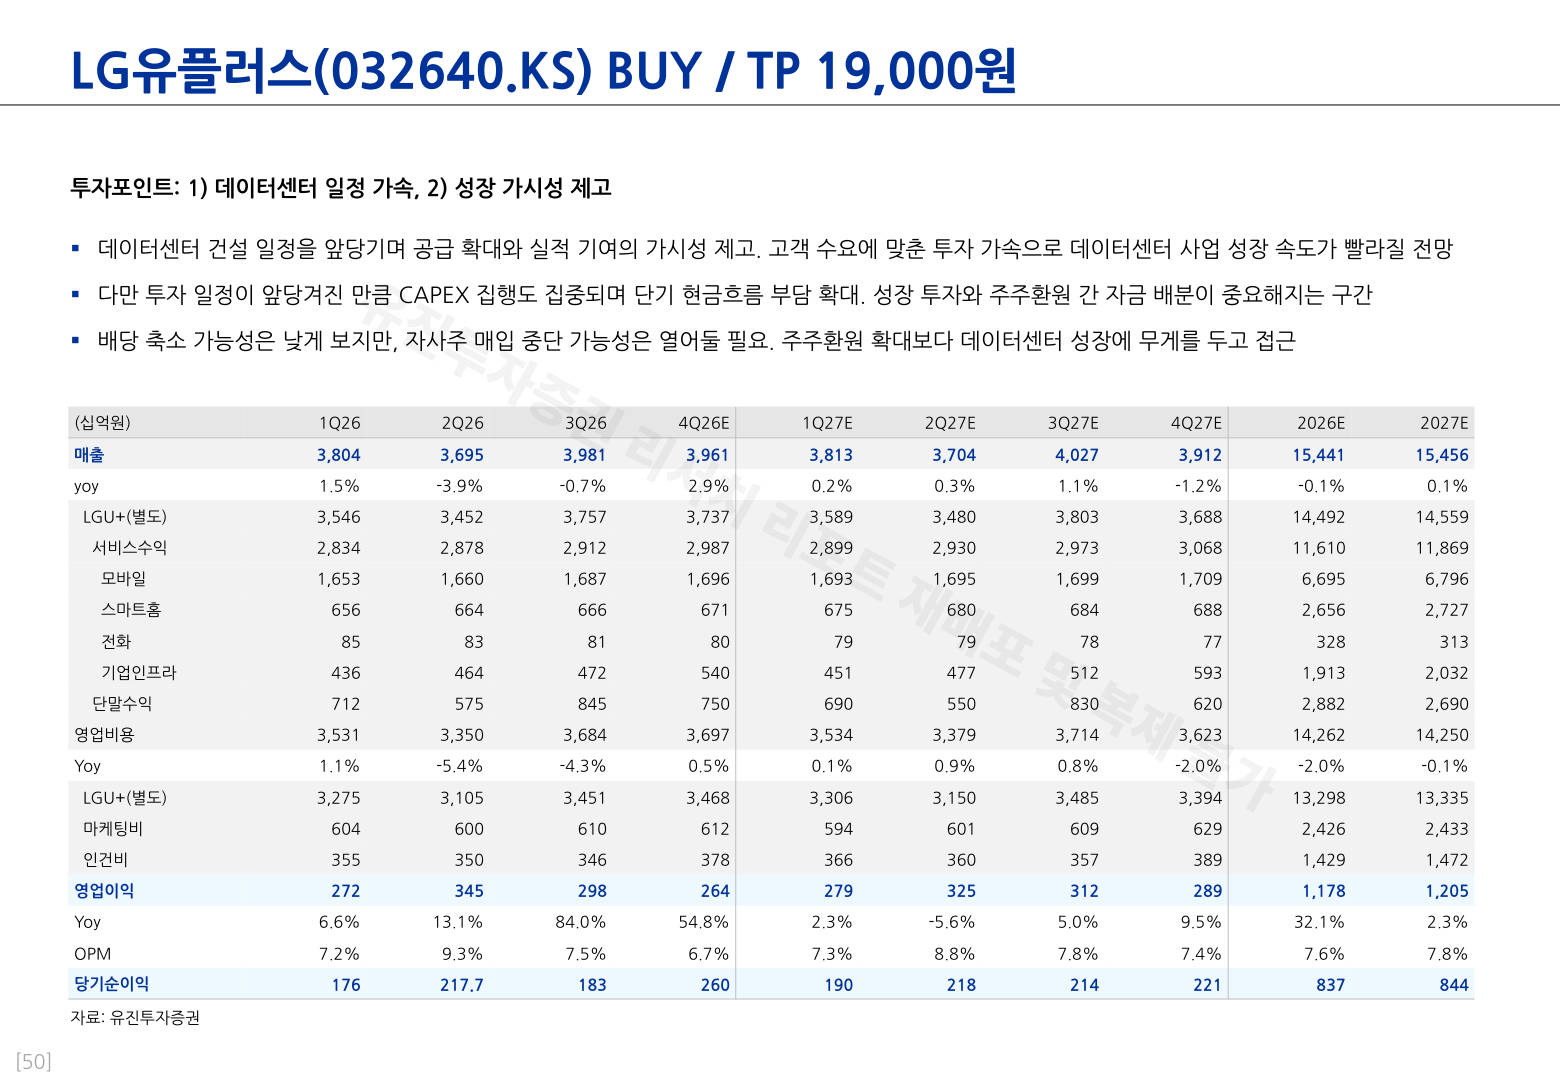 LG유플러스(032640.KS) BUY / TP 19,000원
투자포인트: 1) 데이터센터 일정 가속, 2) 성장 가시성 제고
▪ 데이터센터 건설 일정을 앞당기며 공급 확대와 실적 기여의 가시성 제고. 고객 수요에 맞춘 투자 가속으로 데이터센터 사업 성장 속도가 빨라질 전망
▪ 다만 투자 일정이 앞당겨진 만큼 CAPEX 집행도 집중되며 단기 현금흐름 부담 확대. 성장 투자와 주주환원 간 자금 배분이 중요해지는 구간
▪ 배당 축소 가능성은 낮게 보지만, 자사주 매입 중단 가능성은 열어둘 필요. 주주환원 확대보다 데이터센터 성장에 무게를 두고 접근
(십억원) 1Q26 2Q26 3Q26 4Q26E 1Q27E 2Q27E 3Q27E 4Q27E 2026E 2027E
매출 3,804 3,695 3,981 3,961 3,813 3,704 4,027 3,912 15,441 15,456
yoy 1.5% -3.9% -0.7% 2.9% 0.2% 0.3% 1.1% -1.2% -0.1% 0.1%
LGU+(별도) 3,546 3,452 3,757 3,737 3,589 3,480 3,803 3,688 14,492 14,559
서비스수익 2,834 2,878 2,912 2,987 2,899 2,930 2,973 3,068 11,610 11,869
모바일 1,653 1,660 1,687 1,696 1,693 1,695 1,699 1,709 6,695 6,796
스마트홈 656 664 666 671 675 680 684 688 2,656 2,727
전화 85 83 81 80 79 79 78 77 328 313
기업인프라 436 464 472 540 451 477 512 593 1,913 2,032
단말수익 712 575 845 750 690 550 830 620 2,882 2,690
영업비용 3,531 3,350 3,684 3,697 3,534 3,379 3,714 3,623 14,262 14,250
Yoy 1.1% -5.4% -4.3% 0.5% 0.1% 0.9% 0.8% -2.0% -2.0% -0.1%
LGU+(별도) 3,275 3,105 3,451 3,468 3,306 3,150 3,485 3,394 13,298 13,335
마케팅비 604 600 610 612 594 601 609 629 2,426 2,433
인건비 355 350 346 378 366 360 357 389 1,429 1,472
영업이익 272 345 298 264 279 325 312 289 1,178 1,205
Yoy 6.6% 13.1% 84.0% 54.8% 2.3% -5.6% 5.0% 9.5% 32.1% 2.3%
OPM 7.2% 9.3% 7.5% 6.7% 7.3% 8.8% 7.8% 7.4% 7.6% 7.8%
당기순이익 176 217.7 183 260 190 218 214 221 837 844
자료: 유진투자증권
[50]
유진투자증권 리서치 리포트 재배포 및 복제 불가